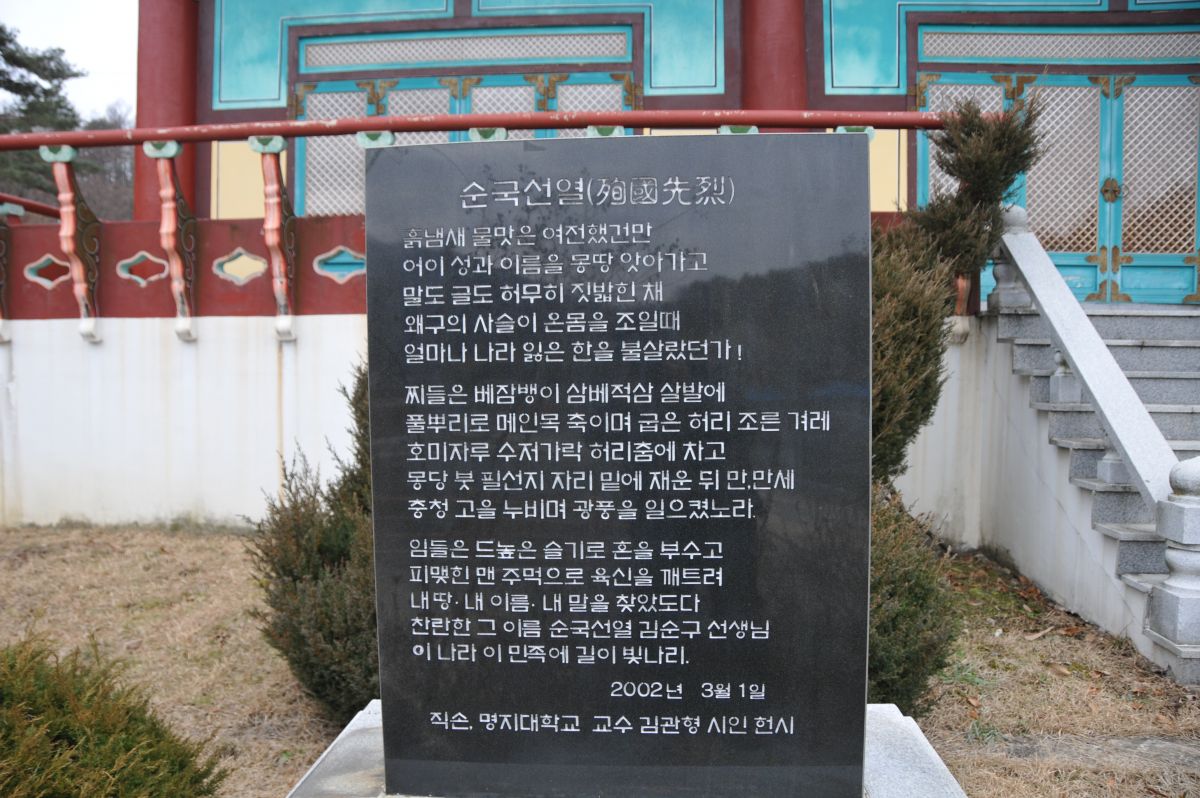 순국선열(殉國先烈)
흙냄새 물맛은 여전했건만
어이 성과 이름을 몽땅 앗아가고
말도 글도 허무히 짓밟힌 채
왜구의 사슬이 온몸을 조일때
얼마나 나라 잃은 한을 불살랐던가!
찌들은 베잠뱅이 삼베적삼 살발에
풀뿌리로 메인목 축이며 굽은 허리 조른 겨레
호미자루 수저가락 허리춤에 차고
몽당 붓 필선지 자리 밑에 재운 뒤 만,만세
충청 고을 누비며 광풍을 일으켰노라.
임들은 드높은 슬기로 혼을 부수고
피맺힌 맨 주먹으로 육신을 깨트려
내땅·내 이름·내 말을 찾았도다
찬란한 그 이름 순국선열 김순구 선생님
이 나라 이 민족에 길이 빛나리.
2002년 3월 1일
직손, 명지대학교 교수 김관형 시인 헌시